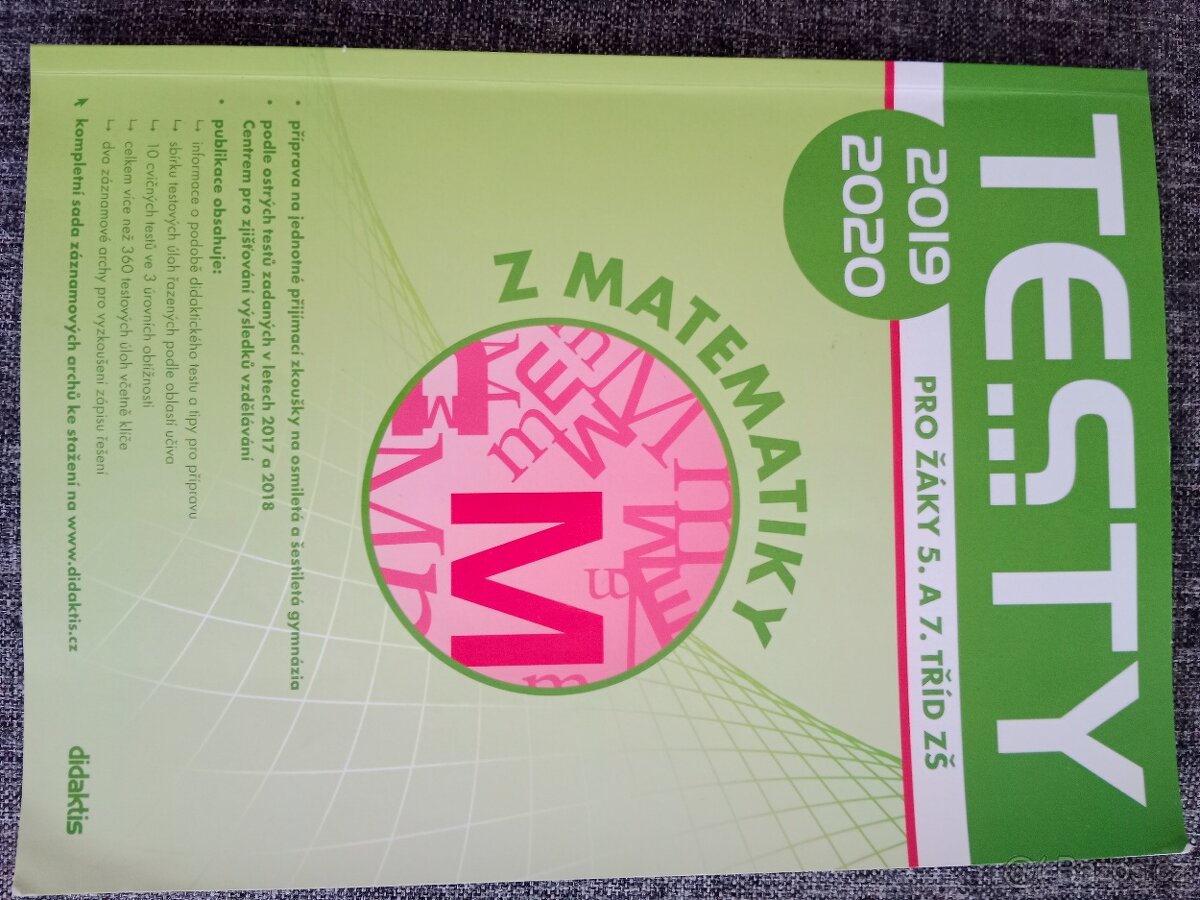 TESTY
PRO ŽÁKY 5. A 7. TŘÍD ZŠ
2019
2020
Z MATEMATIKY
M
• příprava na jednotné přijímací zkoušky na osmiletá a šestiletá gymnázia
• podle ostrých testů zadaných v letech 2017 a 2018
Centrem pro zjišťování výsledků vzdělávání
• publikace obsahuje:
↳ informace o podobě didaktického testu a tipy pro přípravu
↳ sbírku testových úloh řazených podle oblastí učiva
↳ 10 cvičných testů ve 3 úrovních obtížnosti
↳ celkem více než 360 testových úloh včetně klíče
↳ dva záznamové archy pro vyzkoušení zápisu řešení
kompletní sada záznamových archů ke stažení na www.didaktis.cz
didaktis
Bazos.cz